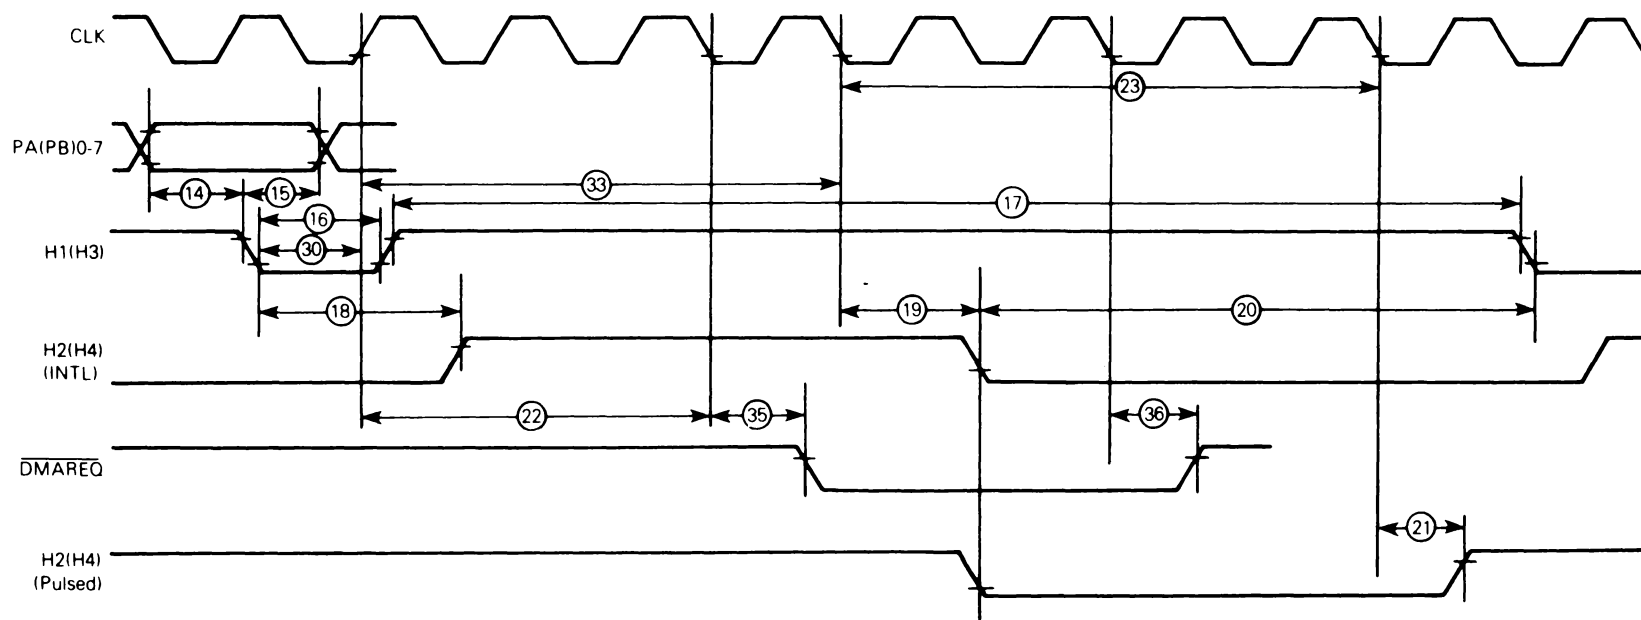 CLK
23
PA(PB)0-7
14
15
33
16
17
H1(H3)
30
18
19
20
H2(H4)
(INTL)
22
35
36
DMAREQ
21
H2(H4)
(Pulsed)